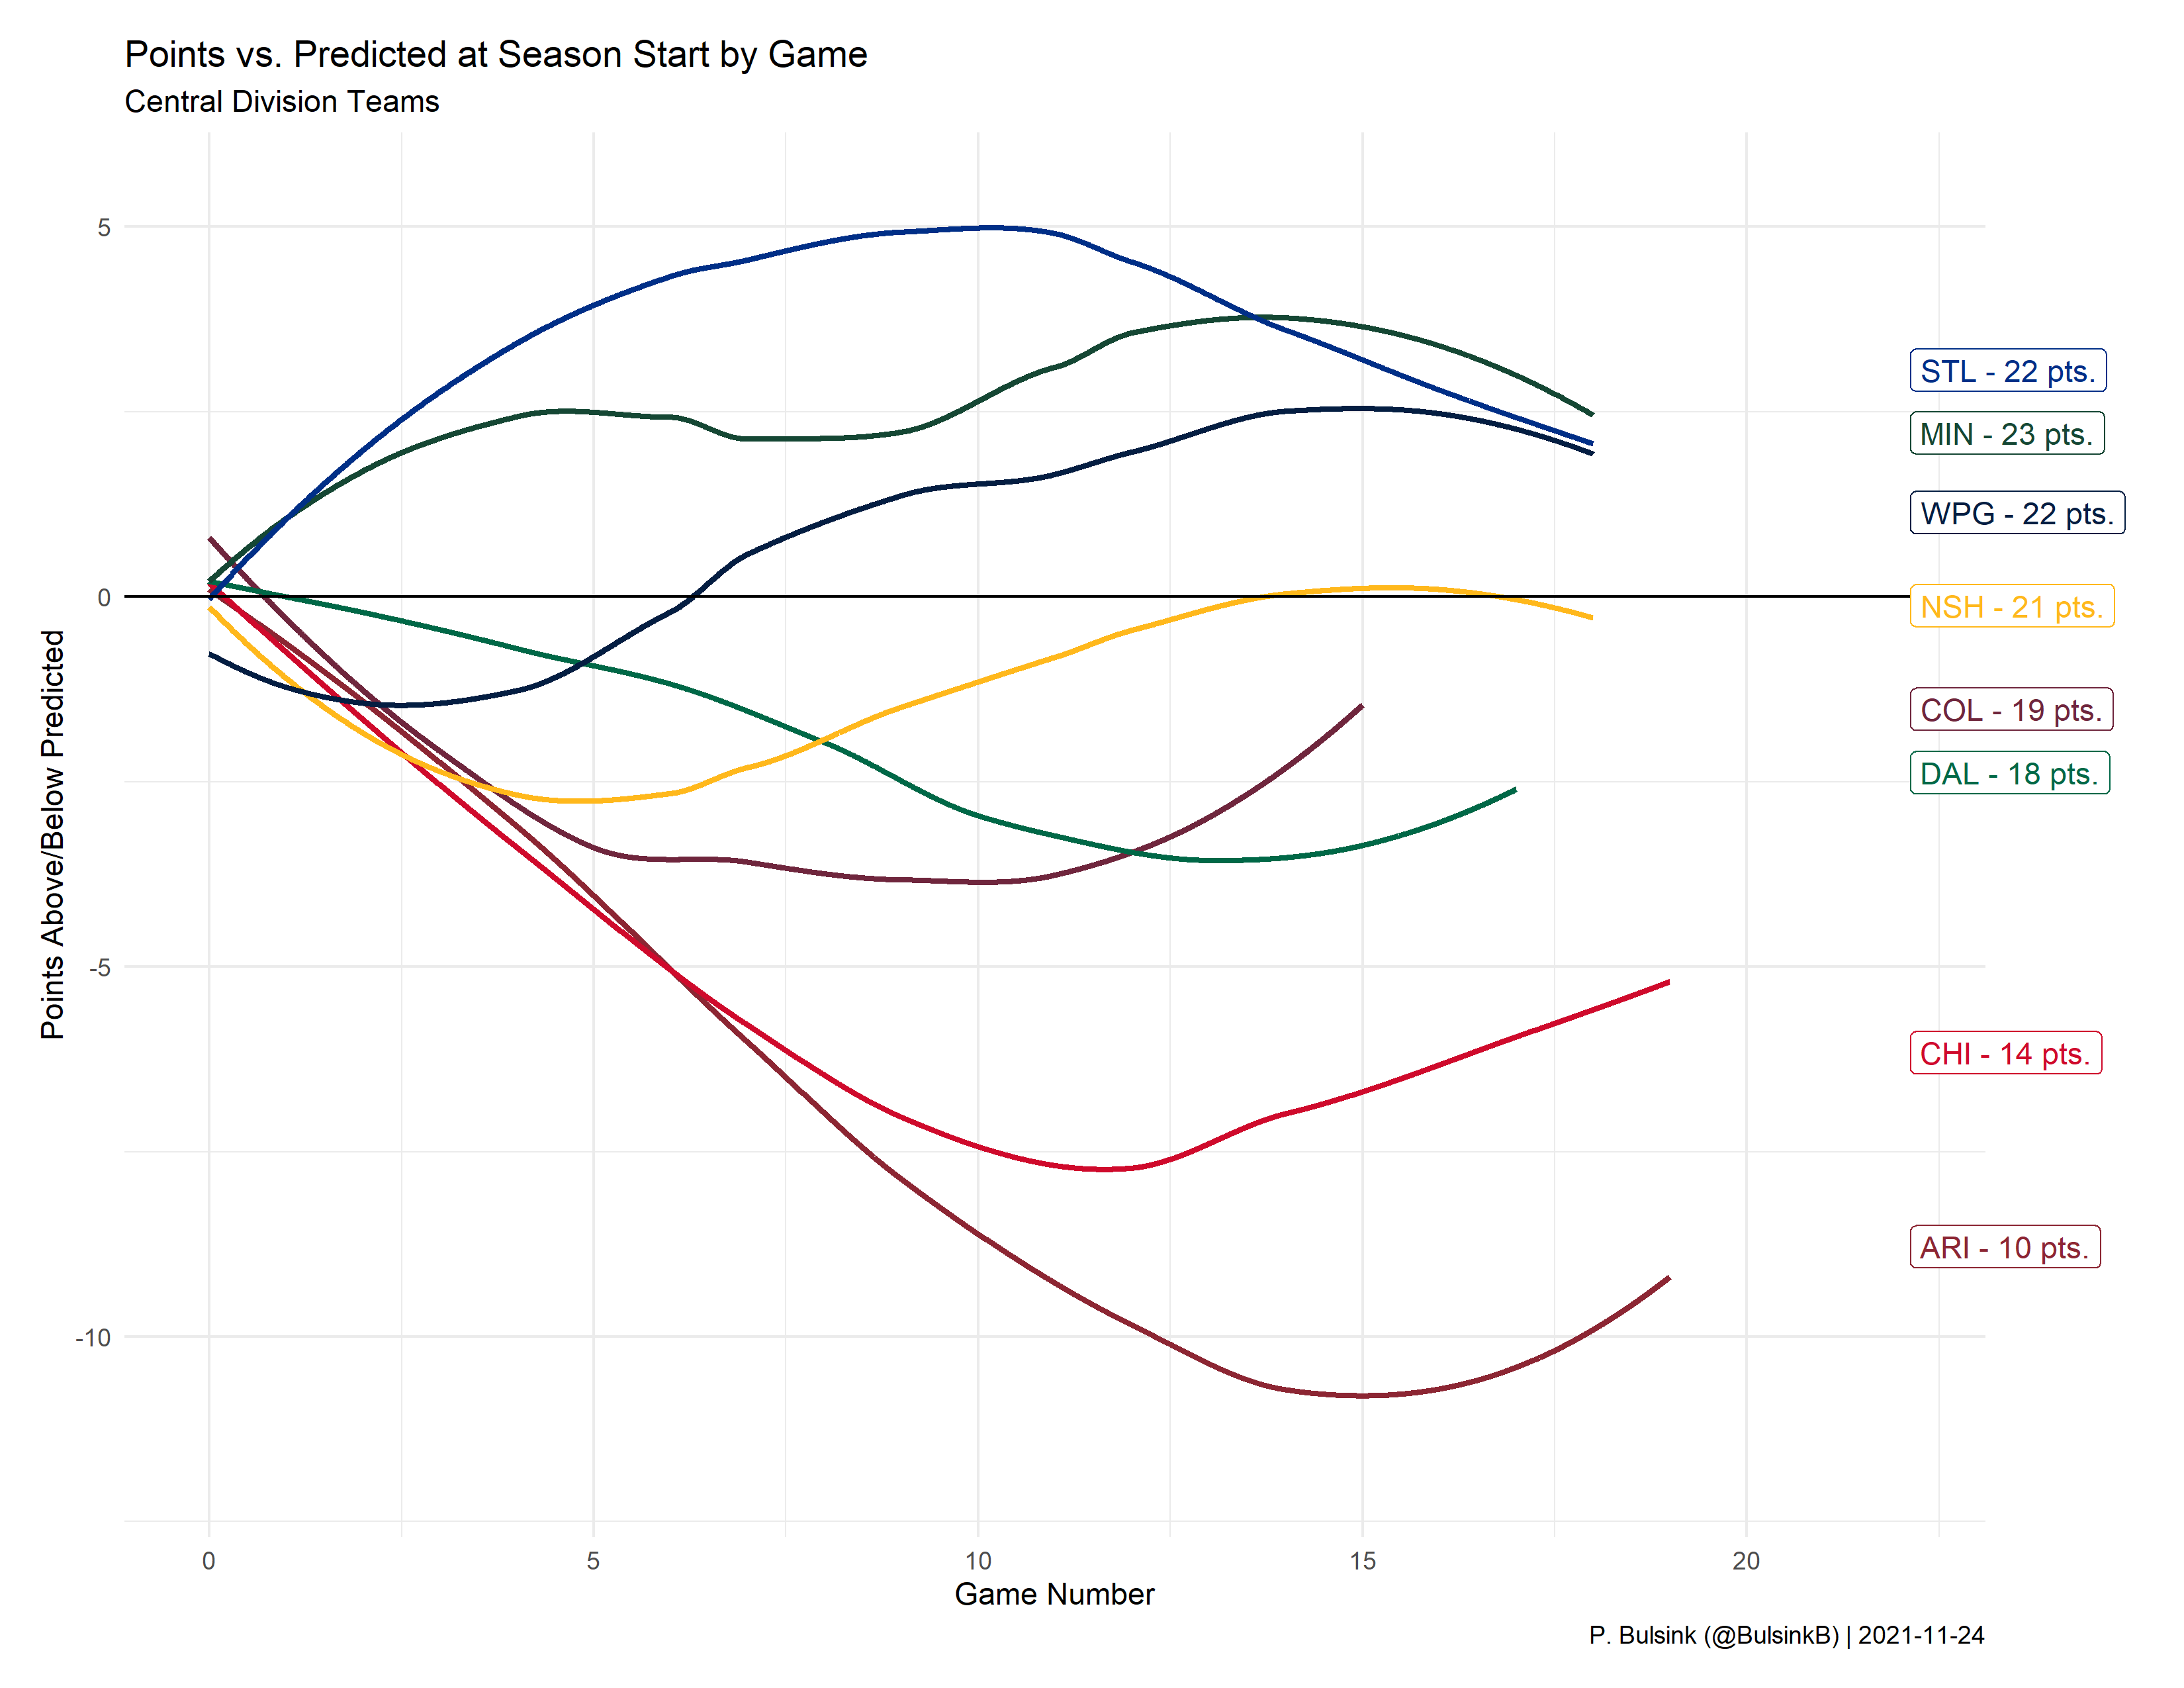 Points vs. Predicted at Season Start by Game
Central Division Teams
Points Above/Below Predicted
5
0
-5
-10
STL - 22 pts.
MIN - 23 pts.
WPG - 22 pts.
NSH - 21 pts.
COL - 19 pts.
DAL - 18 pts.
CHI - 14 pts.
ARI - 10 pts.
0 5 10 15 20
Game Number
P. Bulsink (@BulsinkB) | 2021-11-24